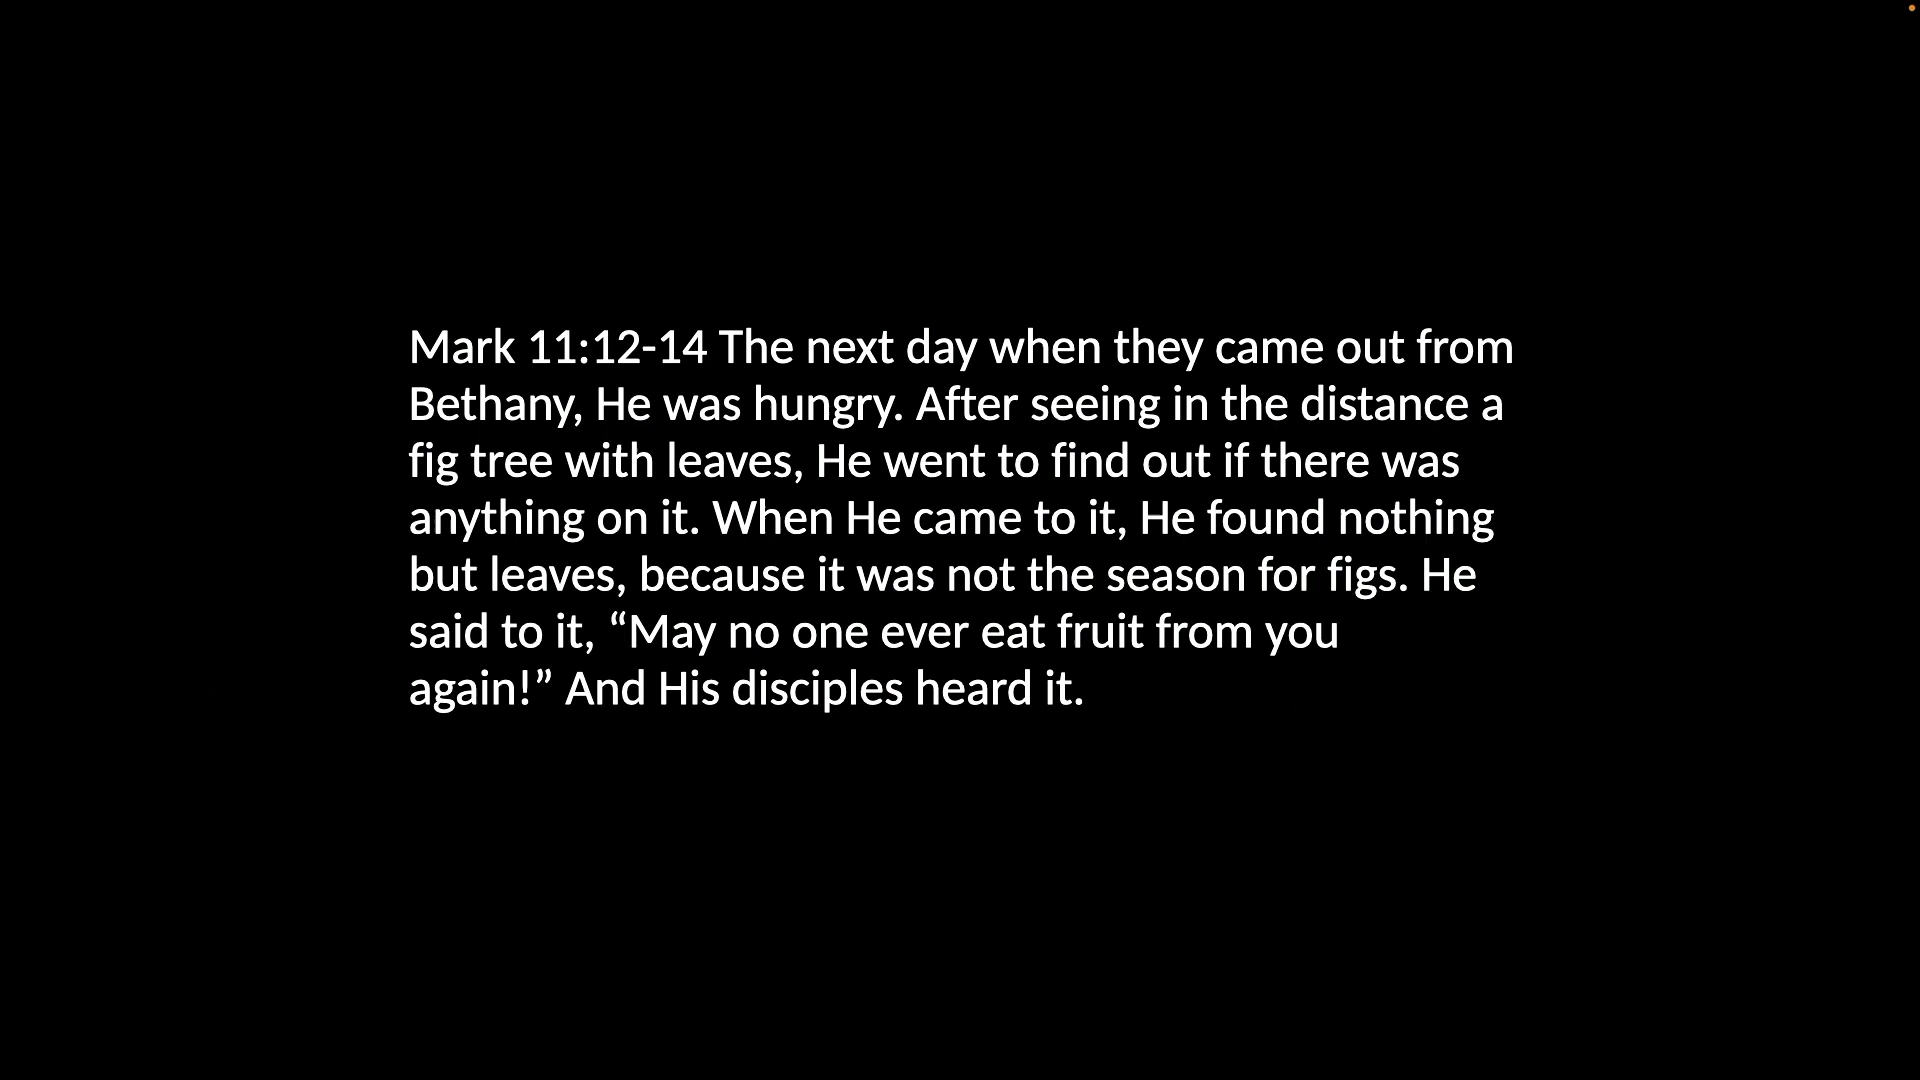 Mark 11:12-14 The next day when they came out from
Bethany, He was hungry. After seeing in the distance a
fig tree with leaves, He went to find out if there was
anything on it. When He came to it, He found nothing
but leaves, because it was not the season for figs. He
said to it, “May no one ever eat fruit from you
again!” And His disciples heard it.